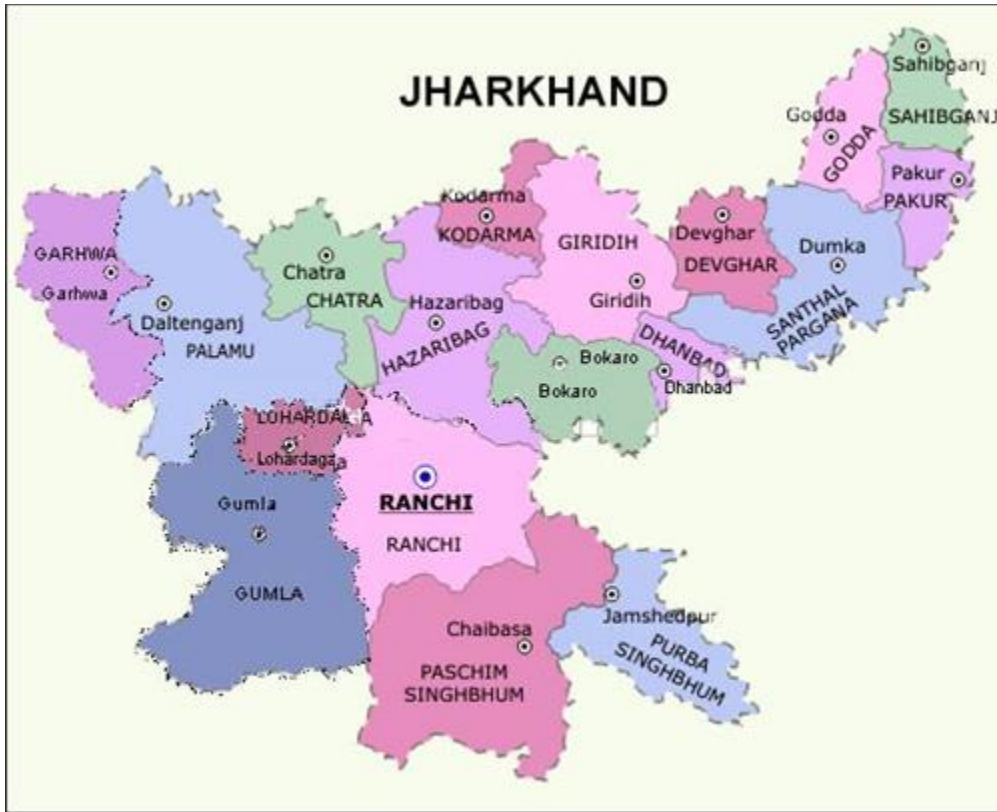 JHARKHAND
Sahibganj
SAHIBGANJ
Godda
GODDA
Pakur
PAKUR
Kodarma
KODARMA
GIRIDIH
Giridih
Devghar
DEVGHAR
Dumka
SANTHAL
PARGANA
GARHWA
Garhwa
Daltenganj
PALAMU
Chatra
CHATRA
Hazaribag
HAZARIBAG
DHANBAD
Dhanbad
Bokaro
Bokaro
Lohardaga
RANCHI
RANCHI
Gumla
GUMLA
Chaibasa
PASCHIM
SINGHBHUM
Jamshedpur
PURBA
SINGHBHUM